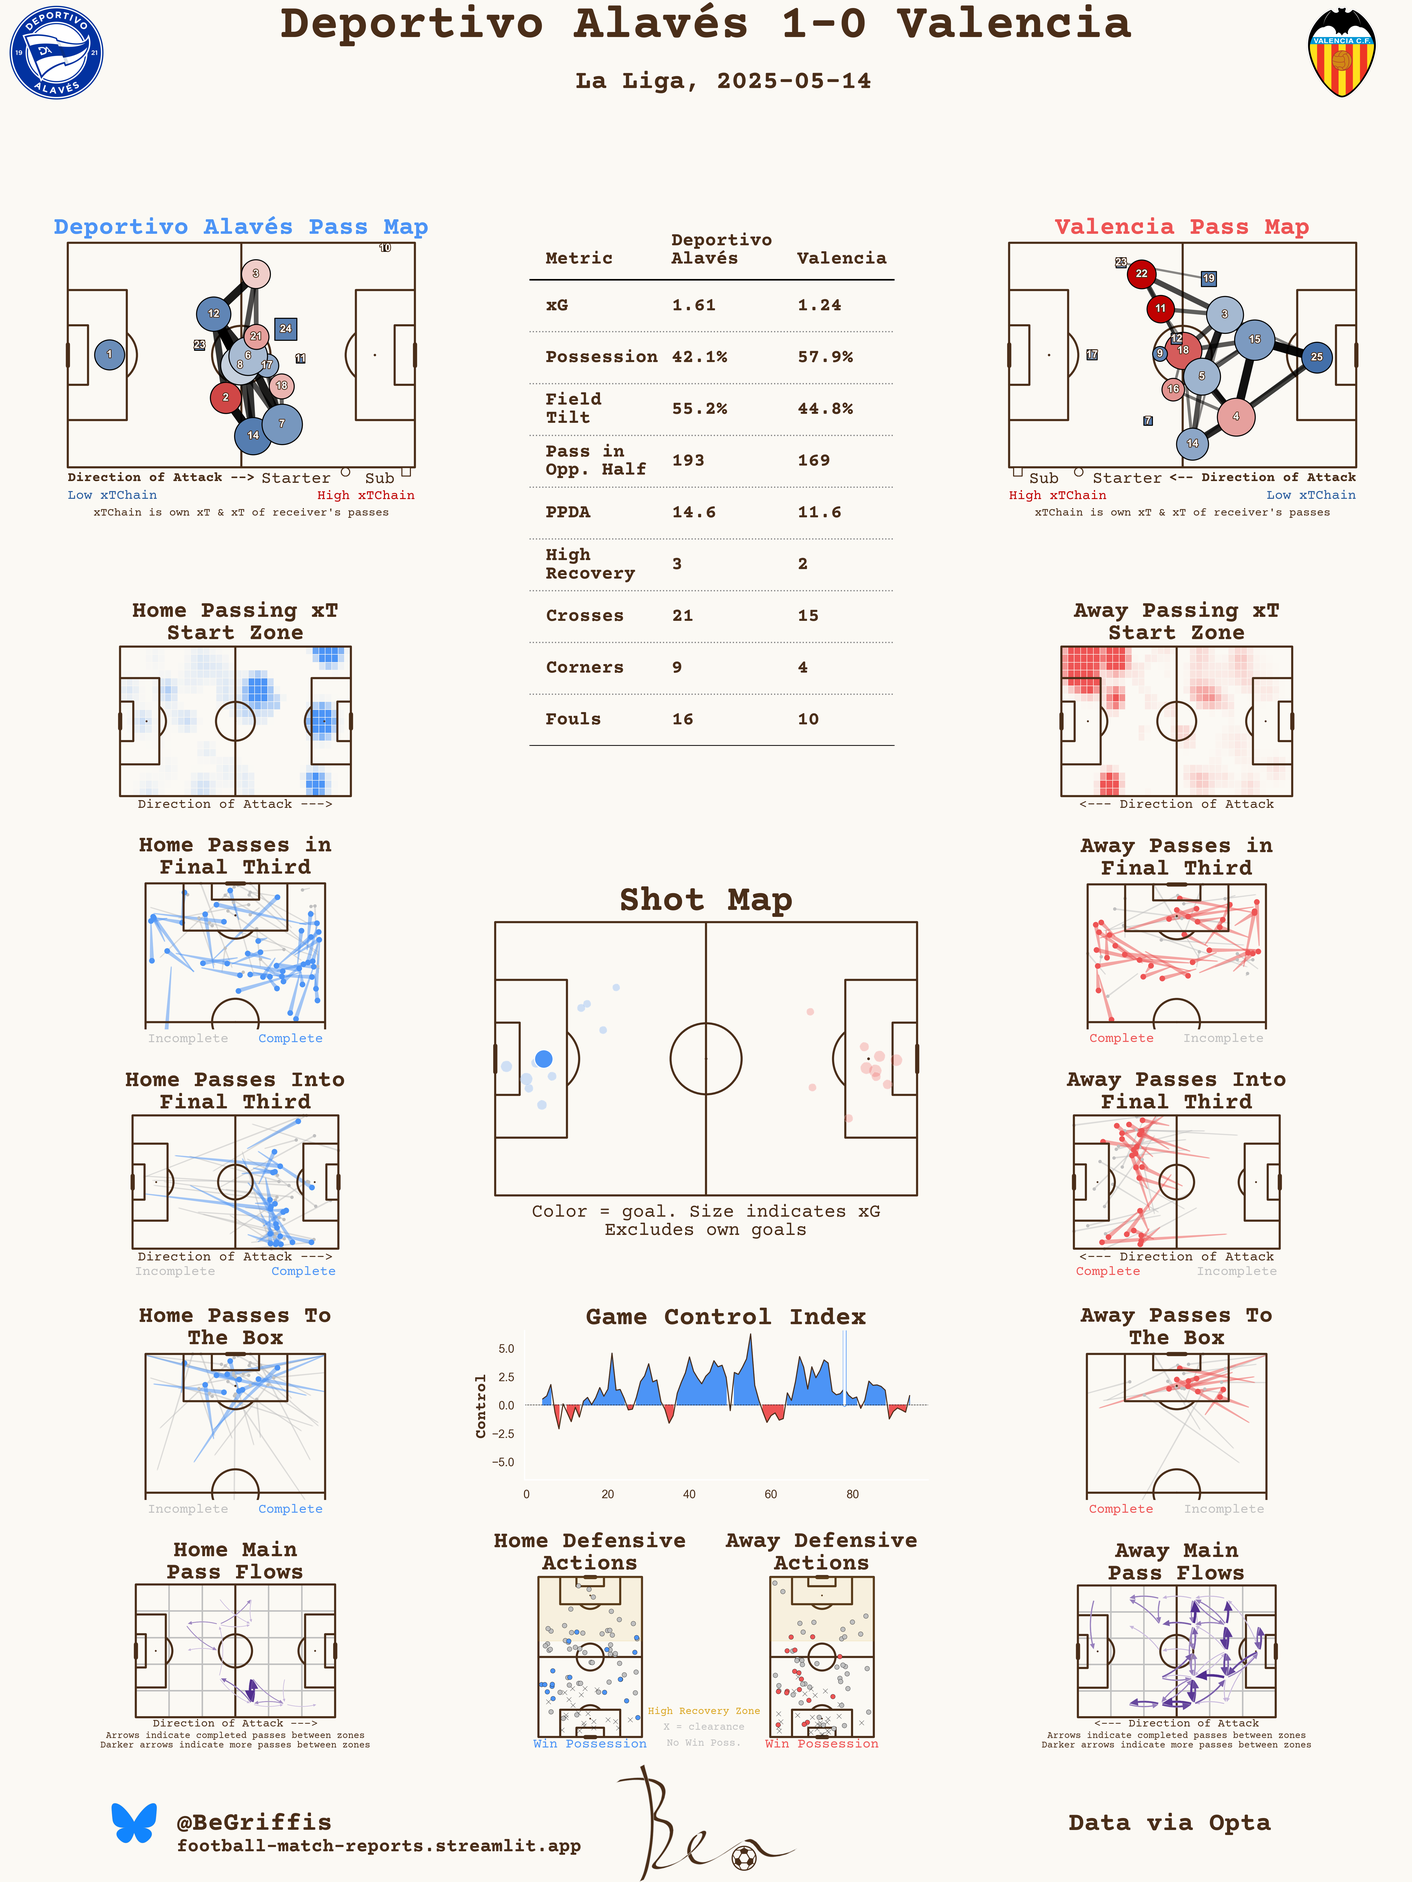 Deportivo Alavés 1-0 Valencia
La Liga, 2025-05-14
19 21
ALAVÉS
VALENCIA C.F.
Deportivo Alavés Pass Map
10
3
12
24
21
23
1
6
11
8
17
18
2
7
14
Direction of Attack --> Starter Sub
Low xTChain High xTChain
xTChain is own xT & xT of receiver's passes
Metric Deportivo Alavés Valencia
xG 1.61 1.24
Possession 42.1% 57.9%
Field
Tilt 55.2% 44.8%
Pass in
Opp. Half 193 169
PPDA 14.6 11.6
High
Recovery 3 2
Crosses 21 15
Corners 9 4
Fouls 16 10
Valencia Pass Map
23
22
19
11
3
12
15
17
9
18
25
5
16
4
7
14
Sub Starter <-- Direction of Attack
High xTChain Low xTChain
xTChain is own xT & xT of receiver's passes
Home Passing xT
Start Zone
Direction of Attack --->
Away Passing xT
Start Zone
<--- Direction of Attack
Home Passes in
Final Third
Incomplete Complete
Away Passes in
Final Third
Complete Incomplete
Shot Map
Color = goal. Size indicates xG
Excludes own goals
Home Passes Into
Final Third
Direction of Attack --->
Incomplete Complete
Away Passes Into
Final Third
<--- Direction of Attack
Complete Incomplete
Home Passes To
The Box
Incomplete Complete
Game Control Index
Control
5.0
2.5
0.0
−2.5
−5.0
0 20 40 60 80
Away Passes To
The Box
Complete Incomplete
Home Main
Pass Flows
Direction of Attack --->
Arrows indicate completed passes between zones
Darker arrows indicate more passes between zones
Home Defensive
Actions
Win Possession
High Recovery Zone
X = clearance
No Win Poss.
Away Defensive
Actions
Win Possession
Away Main
Pass Flows
<--- Direction of Attack
Arrows indicate completed passes between zones
Darker arrows indicate more passes between zones
@BeGriffis
football-match-reports.streamlit.app
Ben
Data via Opta